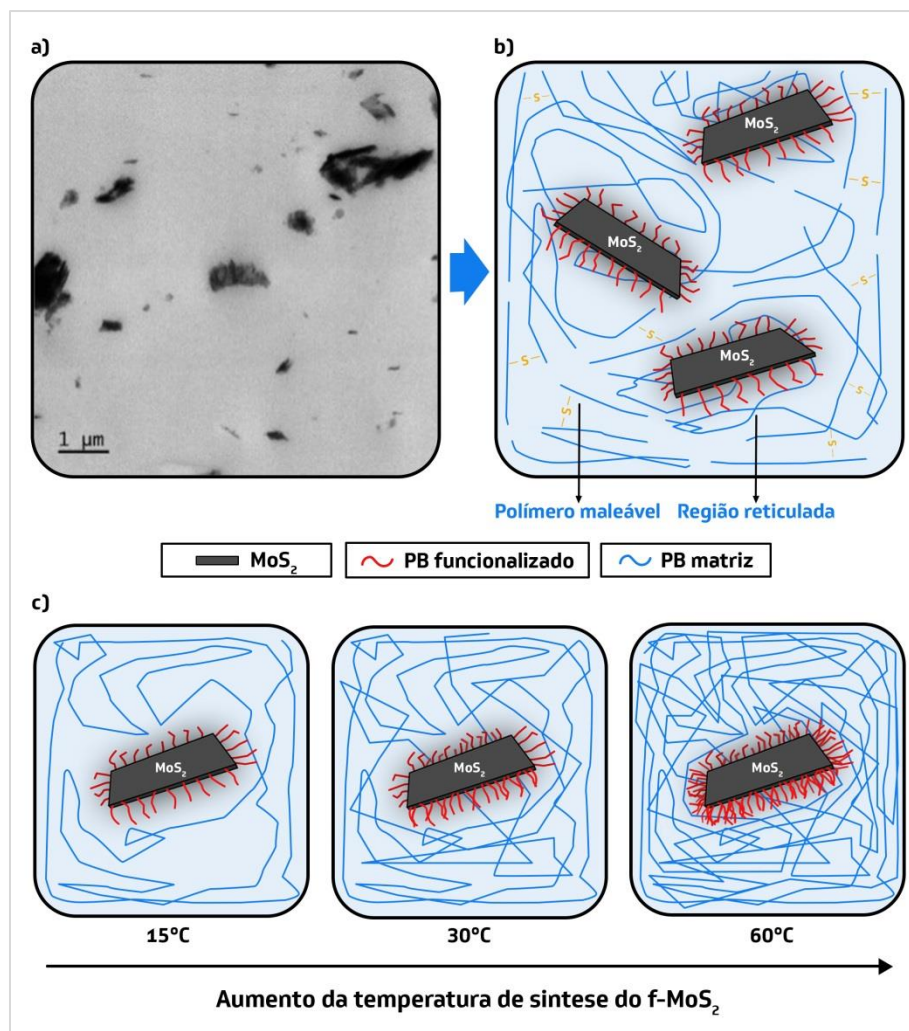 a)
b)
1 µm
MoS₂
MoS₂
MoS₂
-S-
-S-
-S-
-S-
-S-
-S-
-S-
-S-
-S-
Polímero maleável
Região reticulada
MoS₂
PB funcionalizado
PB matriz
c)
MoS₂
MoS₂
MoS₂
15°C
30°C
60°C
Aumento da temperatura de sintese do f-MoS₂